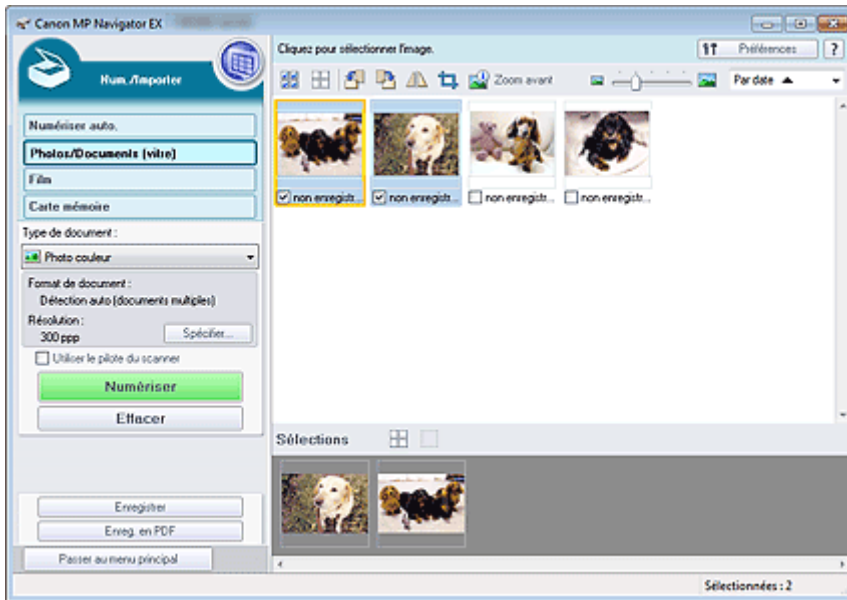 Canon MP Navigator EX
Num./Importer
Numériser auto.
Photos/Documents (vitre)
Film
Carte mémoire
Type de document :
Photo couleur
Format de document :
Détection auto (documents multiples)
Résolution :
300 ppp
Spécifier...
Utiliser le pilote du scanner
Numériser
Effacer
Enregistrer
Enreg. en PDF
Passer au menu principal
Cliquez pour sélectionner l'image.
Préférences
?
Zoom avant
Par date
non enregistr...
non enregistr...
non enregistr...
non enregistr...
Sélections
Sélectionnées : 2